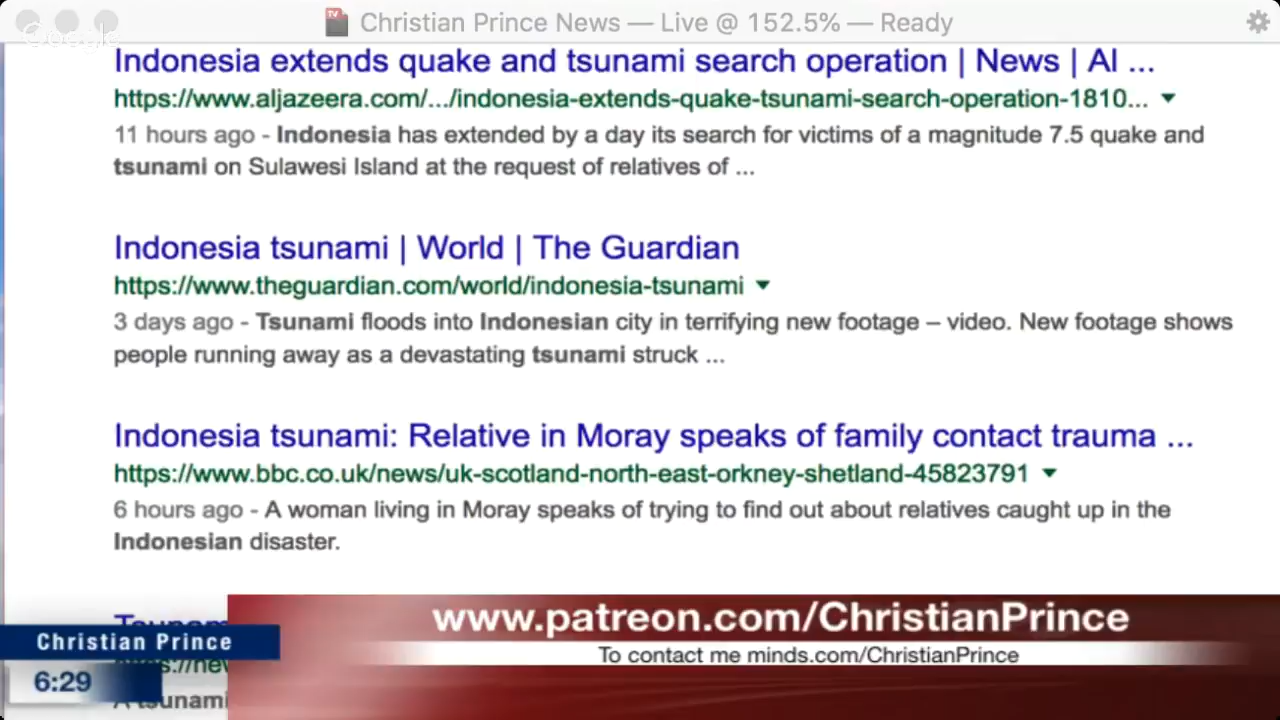 Christian Prince News — Live @ 152.5% — Ready
Google
Indonesia extends quake and tsunami search operation | News | Al ...
https://www.aljazeera.com/.../indonesia-extends-quake-tsunami-search-operation-1810...
11 hours ago - Indonesia has extended by a day its search for victims of a magnitude 7.5 quake and
tsunami on Sulawesi Island at the request of relatives of ...
Indonesia tsunami | World | The Guardian
https://www.theguardian.com/world/indonesia-tsunami
3 days ago - Tsunami floods into Indonesian city in terrifying new footage – video. New footage shows
people running away as a devastating tsunami struck ...
Indonesia tsunami: Relative in Moray speaks of family contact trauma ...
https://www.bbc.co.uk/news/uk-scotland-north-east-orkney-shetland-45823791
6 hours ago - A woman living in Moray speaks of trying to find out about relatives caught up in the
Indonesian disaster.
www.patreon.com/ChristianPrince
Christian Prince
To contact me minds.com/ChristianPrince
6:29
A tsunami